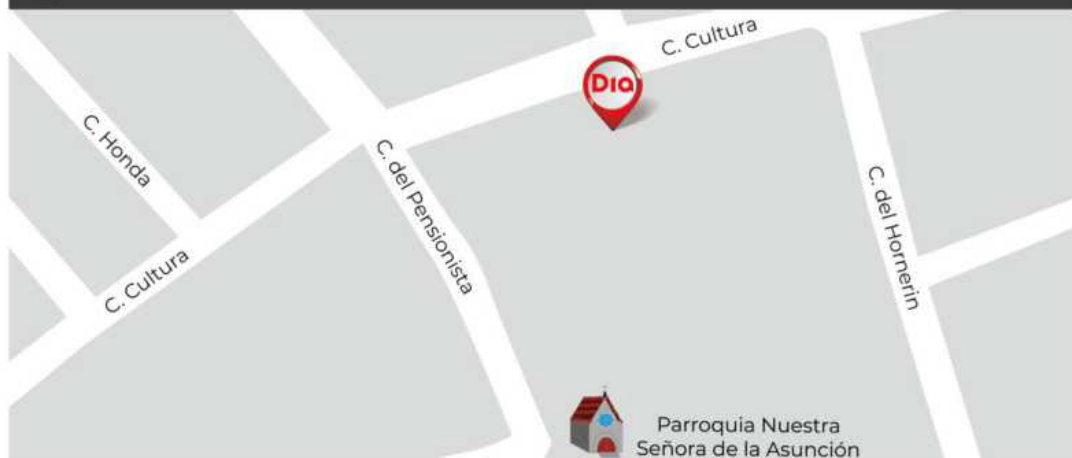 C. Cultura
Dia
C. Honda
C. del Pensionista
C. del Hornerin
C. Cultura
Parroquia Nuestra
Señora de la Asunción